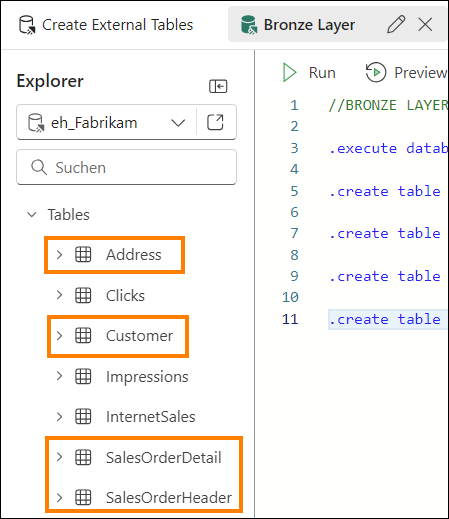 Create External Tables
Bronze Layer
Explorer
eh_Fabrikam
Suchen
Tables
Address
Clicks
Customer
Impressions
InternetSales
SalesOrderDetail
SalesOrderHeader
Run
Preview
1 //BRONZE LAYER
2
3 .execute datab
4
5 .create table
6
7 .create table
8
9 .create table
10
11 .create table